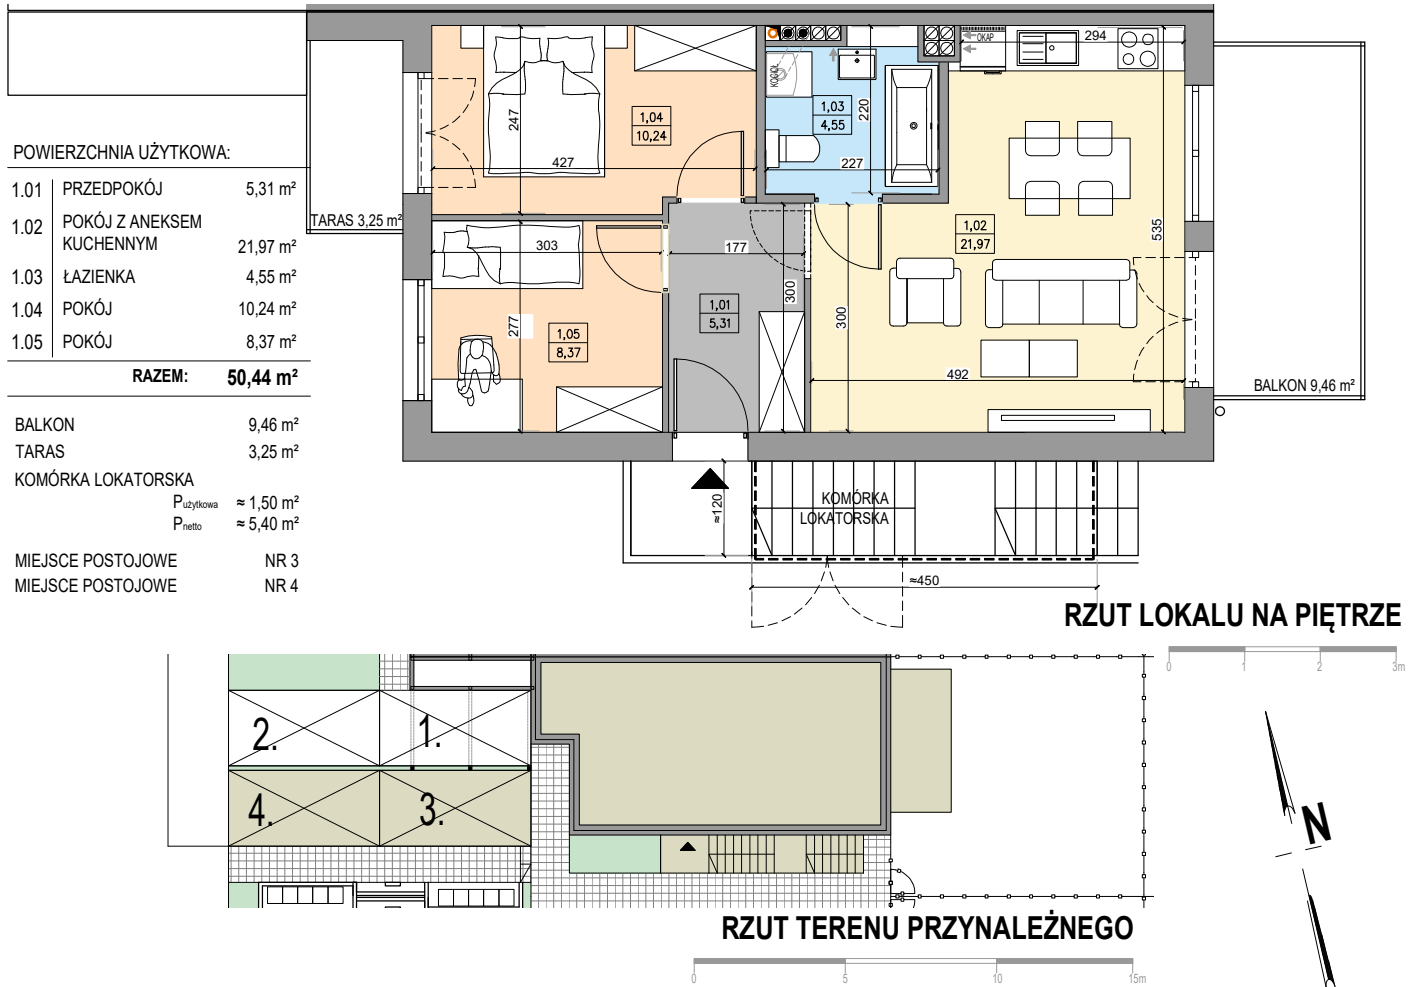 POWIERZCHNIA UŻYTKOWA:
1.01 PRZEDPOKÓJ 5,31 m²
1.02 POKÓJ Z ANEKSEM
KUCHENNYM 21,97 m²
1.03 ŁAZIENKA 4,55 m²
1.04 POKÓJ 10,24 m²
1.05 POKÓJ 8,37 m²
RAZEM: 50,44 m²
BALKON 9,46 m²
TARAS 3,25 m²
KOMÓRKA LOKATORSKA
Pużytkowa ≈ 1,50 m²
Pnetto ≈ 5,40 m²
MIEJSCE POSTOJOWE NR 3
MIEJSCE POSTOJOWE NR 4
TARAS 3,25 m²
247
427
1,04
10,24
303
277
1,05
8,37
177
300
1,01
5,31
KOCIOŁ
1,03
4,55
220
227
OKAP
294
1,02
21,97
535
300
492
BALKON 9,46 m²
≈120
KOMÓRKA
LOKATORSKA
≈450
RZUT LOKALU NA PIĘTRZE
0 1 2 3m
2. 1.
4. 3.
N
RZUT TERENU PRZYNALEŻNEGO
0 5 10 15m